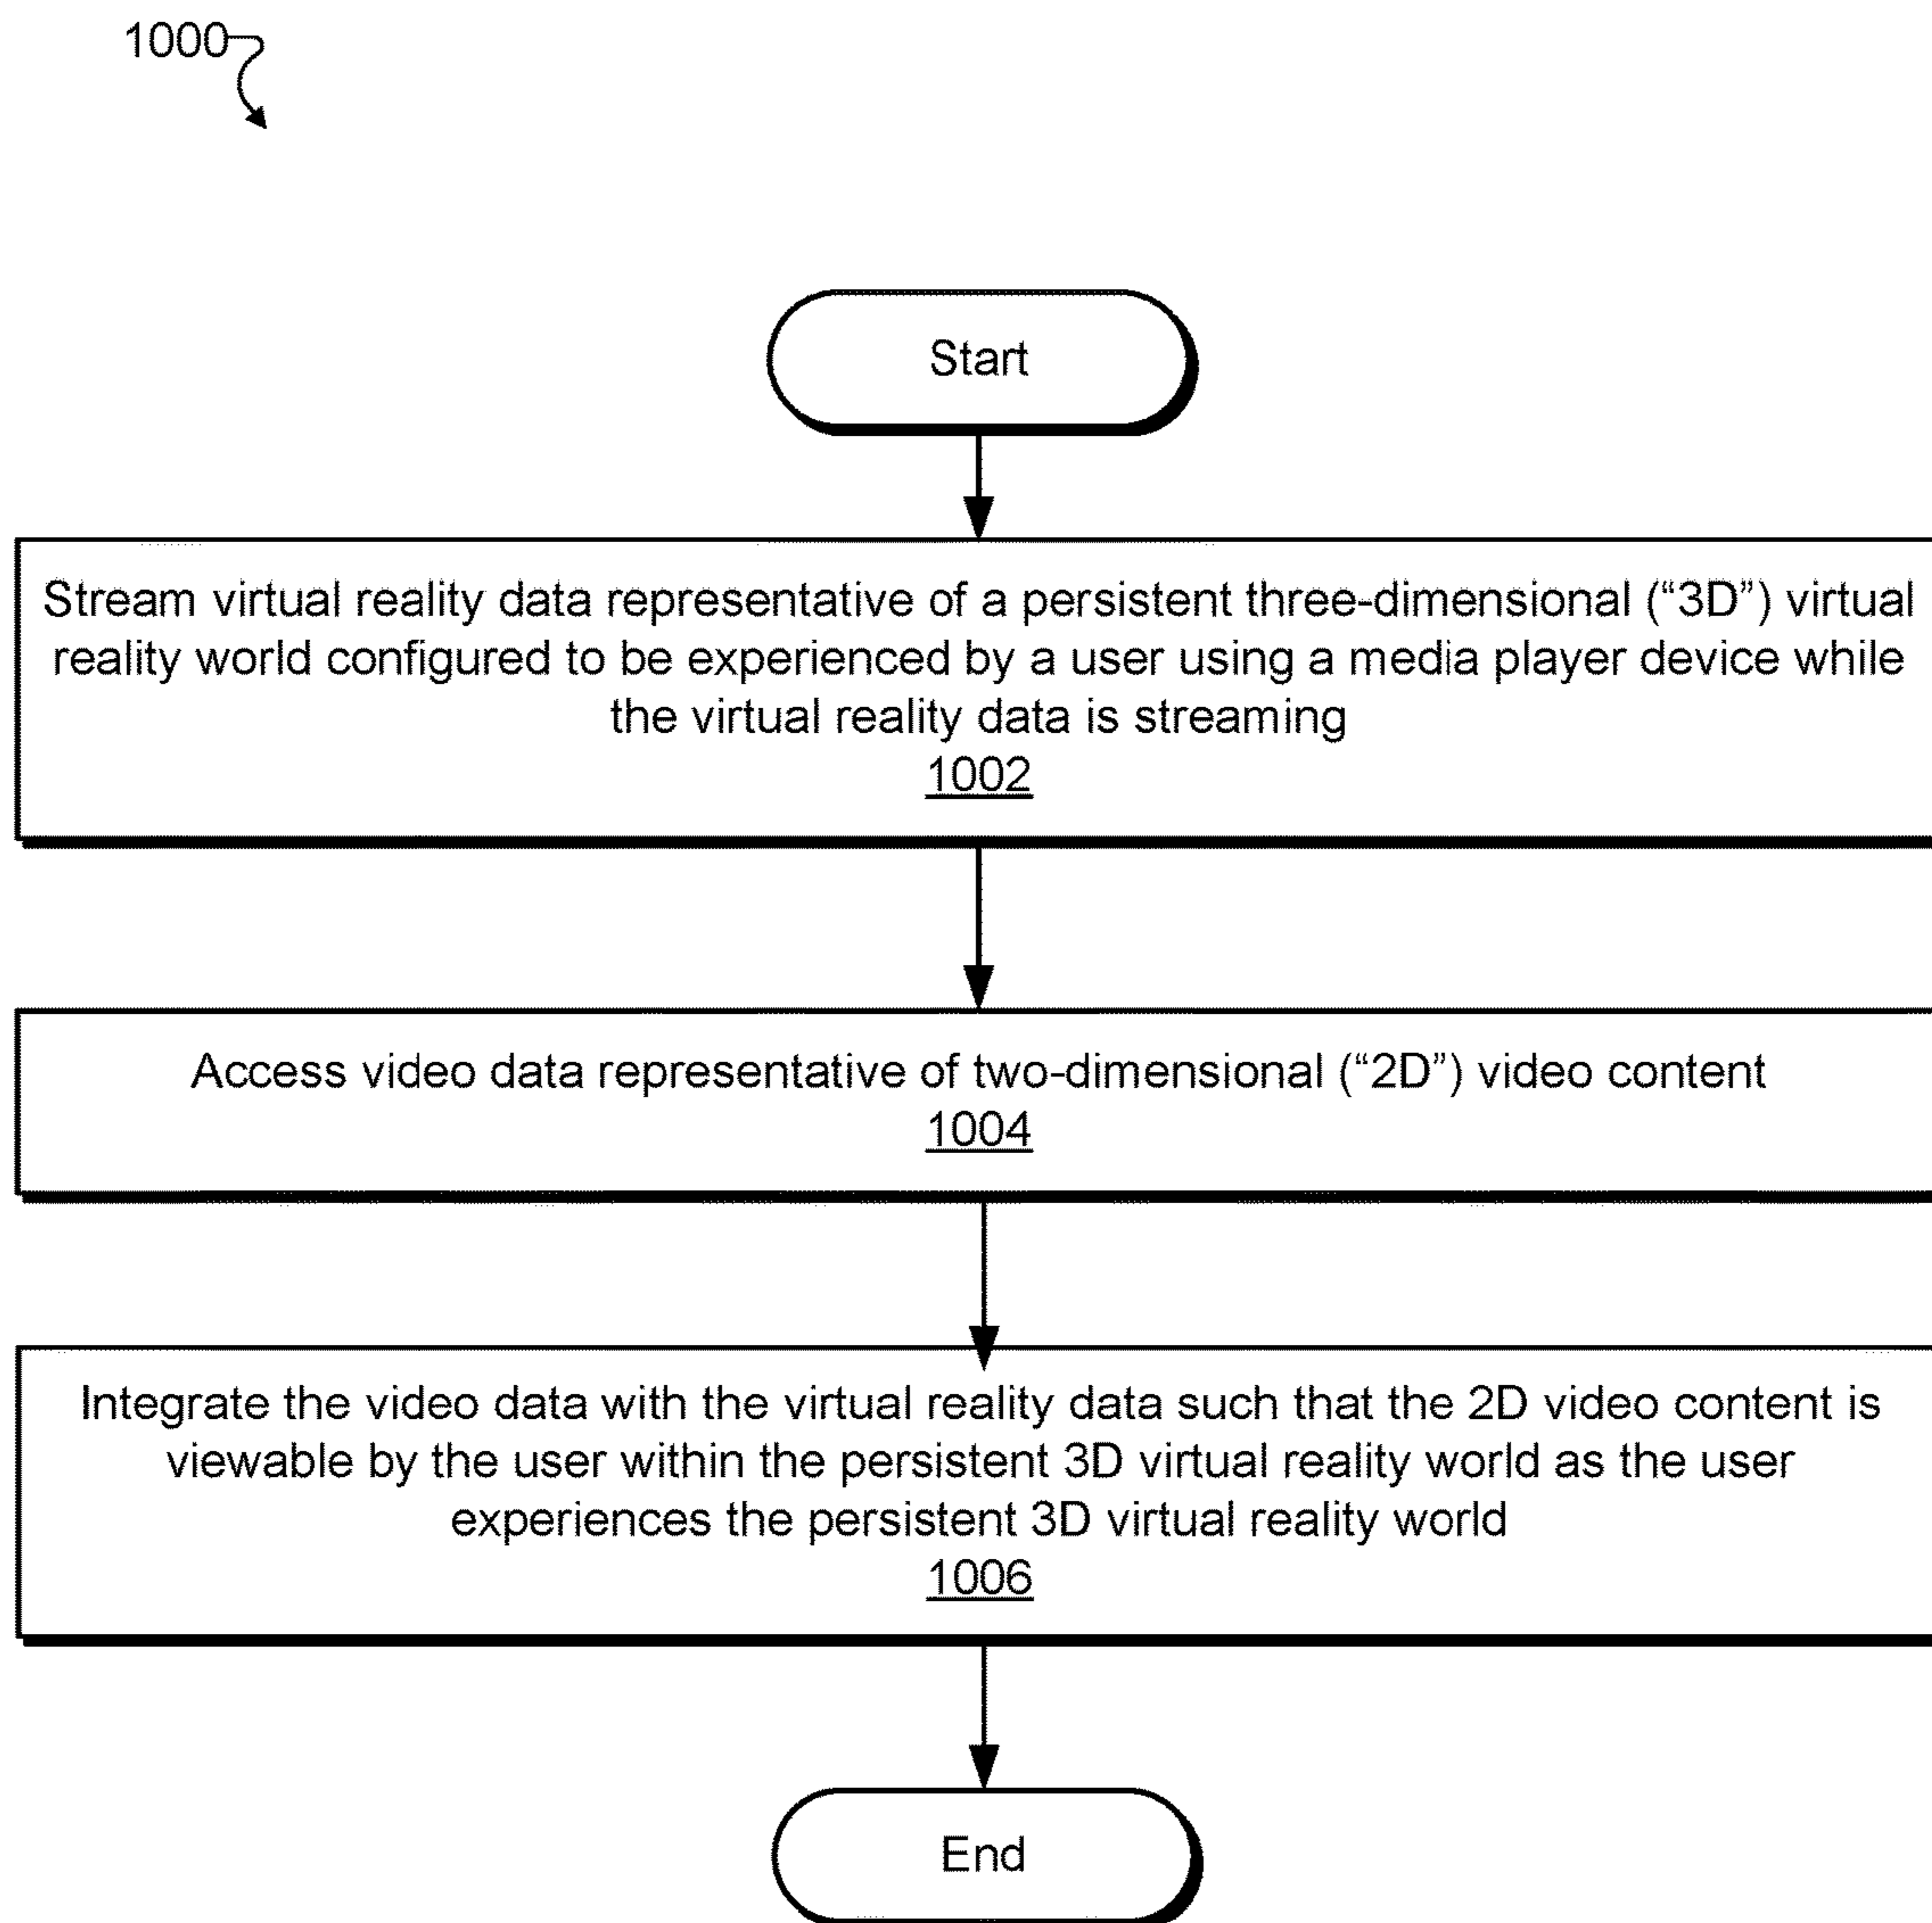 1000
Start
Stream virtual reality data representative of a persistent three-dimensional (“3D”) virtual
reality world configured to be experienced by a user using a media player device while
the virtual reality data is streaming
1002
Access video data representative of two-dimensional (“2D”) video content
1004
Integrate the video data with the virtual reality data such that the 2D video content is
viewable by the user within the persistent 3D virtual reality world as the user
experiences the persistent 3D virtual reality world
1006
End